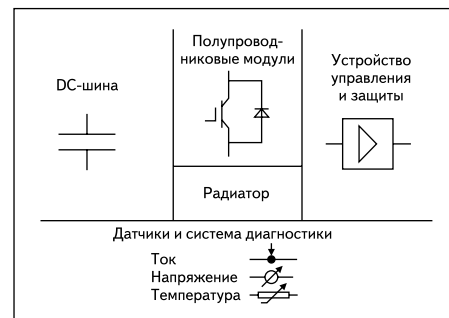 DC-шина
Полупровод-
никовые модули
Устройство
управления
и защиты
Радиатор
Датчики и система диагностики
Ток
Напряжение
Температура